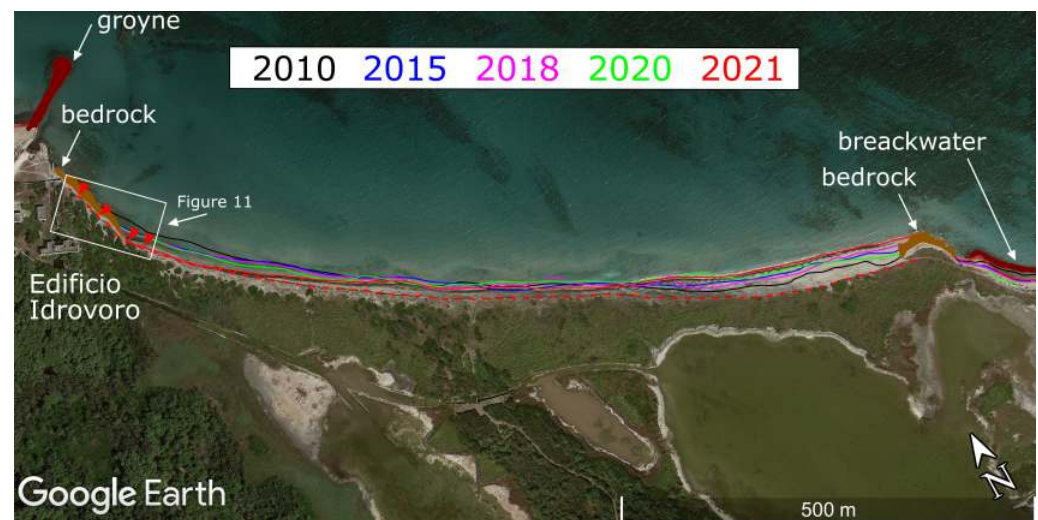 groyne
2010 2015 2018 2020 2021
bedrock
breackwater
bedrock
Figure 11
Edificio
Idrovoro
N
Google Earth
500 m